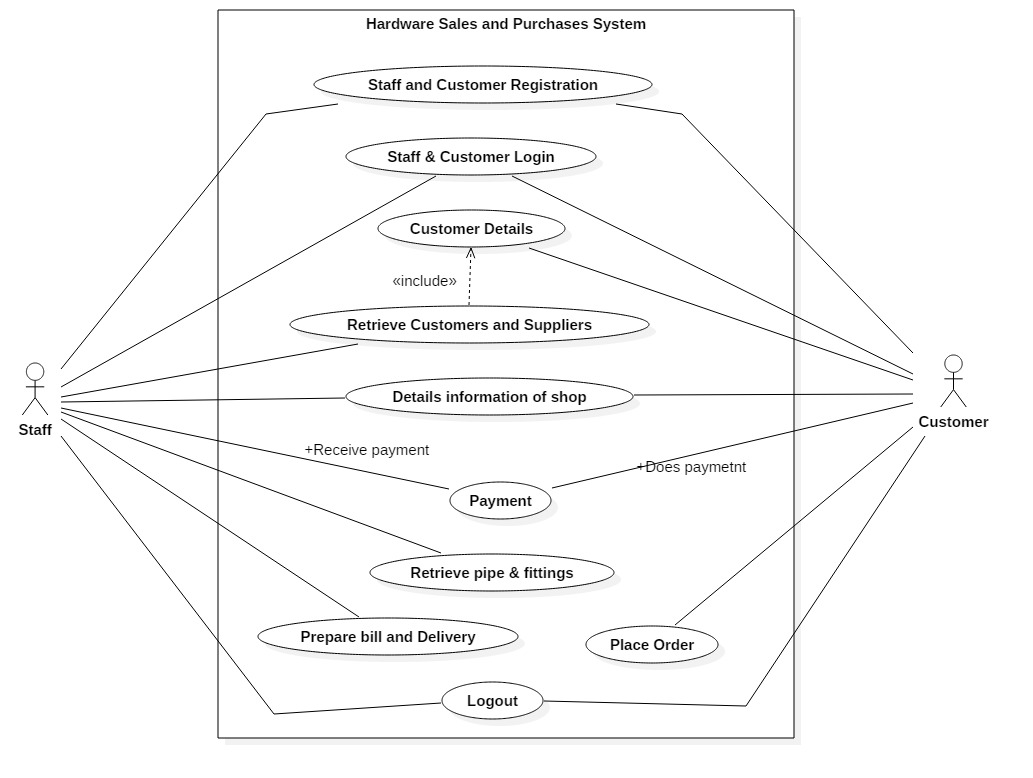 Hardware Sales and Purchases System
Staff and Customer Registration
Staff & Customer Login
Customer Details
«include»
Retrieve Customers and Suppliers
Details information of shop
Staff
Customer
+Receive payment
+Does paymetnt
Payment
Retrieve pipe & fittings
Prepare bill and Delivery
Place Order
Logout